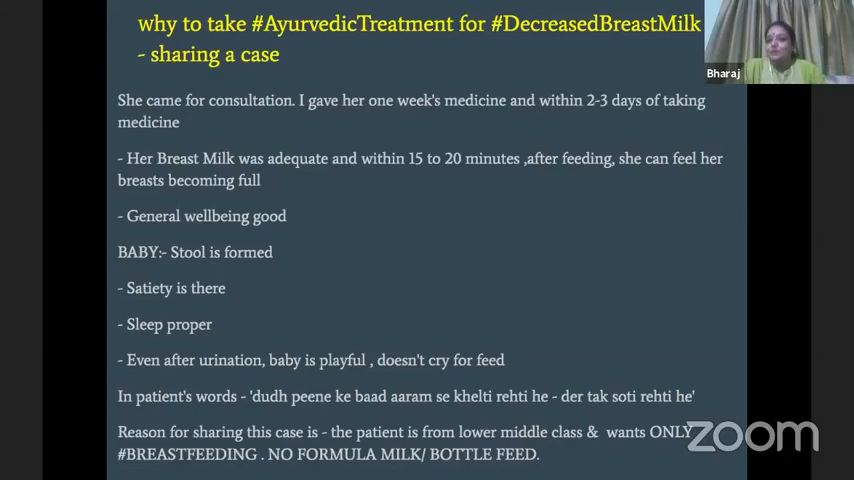 why to take #AyurvedicTreatment for #DecreasedBreastMilk
- sharing a case
Bharaj
She came for consultation. I gave her one week's medicine and within 2-3 days of taking
medicine
- Her Breast Milk was adequate and within 15 to 20 minutes ,after feeding, she can feel her
breasts becoming full
- General wellbeing good
BABY:- Stool is formed
- Satiety is there
- Sleep proper
- Even after urination, baby is playful , doesn't cry for feed
In patient's words - 'dudh peene ke baad aaram se khelti rehti he - der tak soti rehti he'
Reason for sharing this case is - the patient is from lower middle class & wants ONLY
#BREASTFEEDING . NO FORMULA MILK/ BOTTLE FEED.
zoom